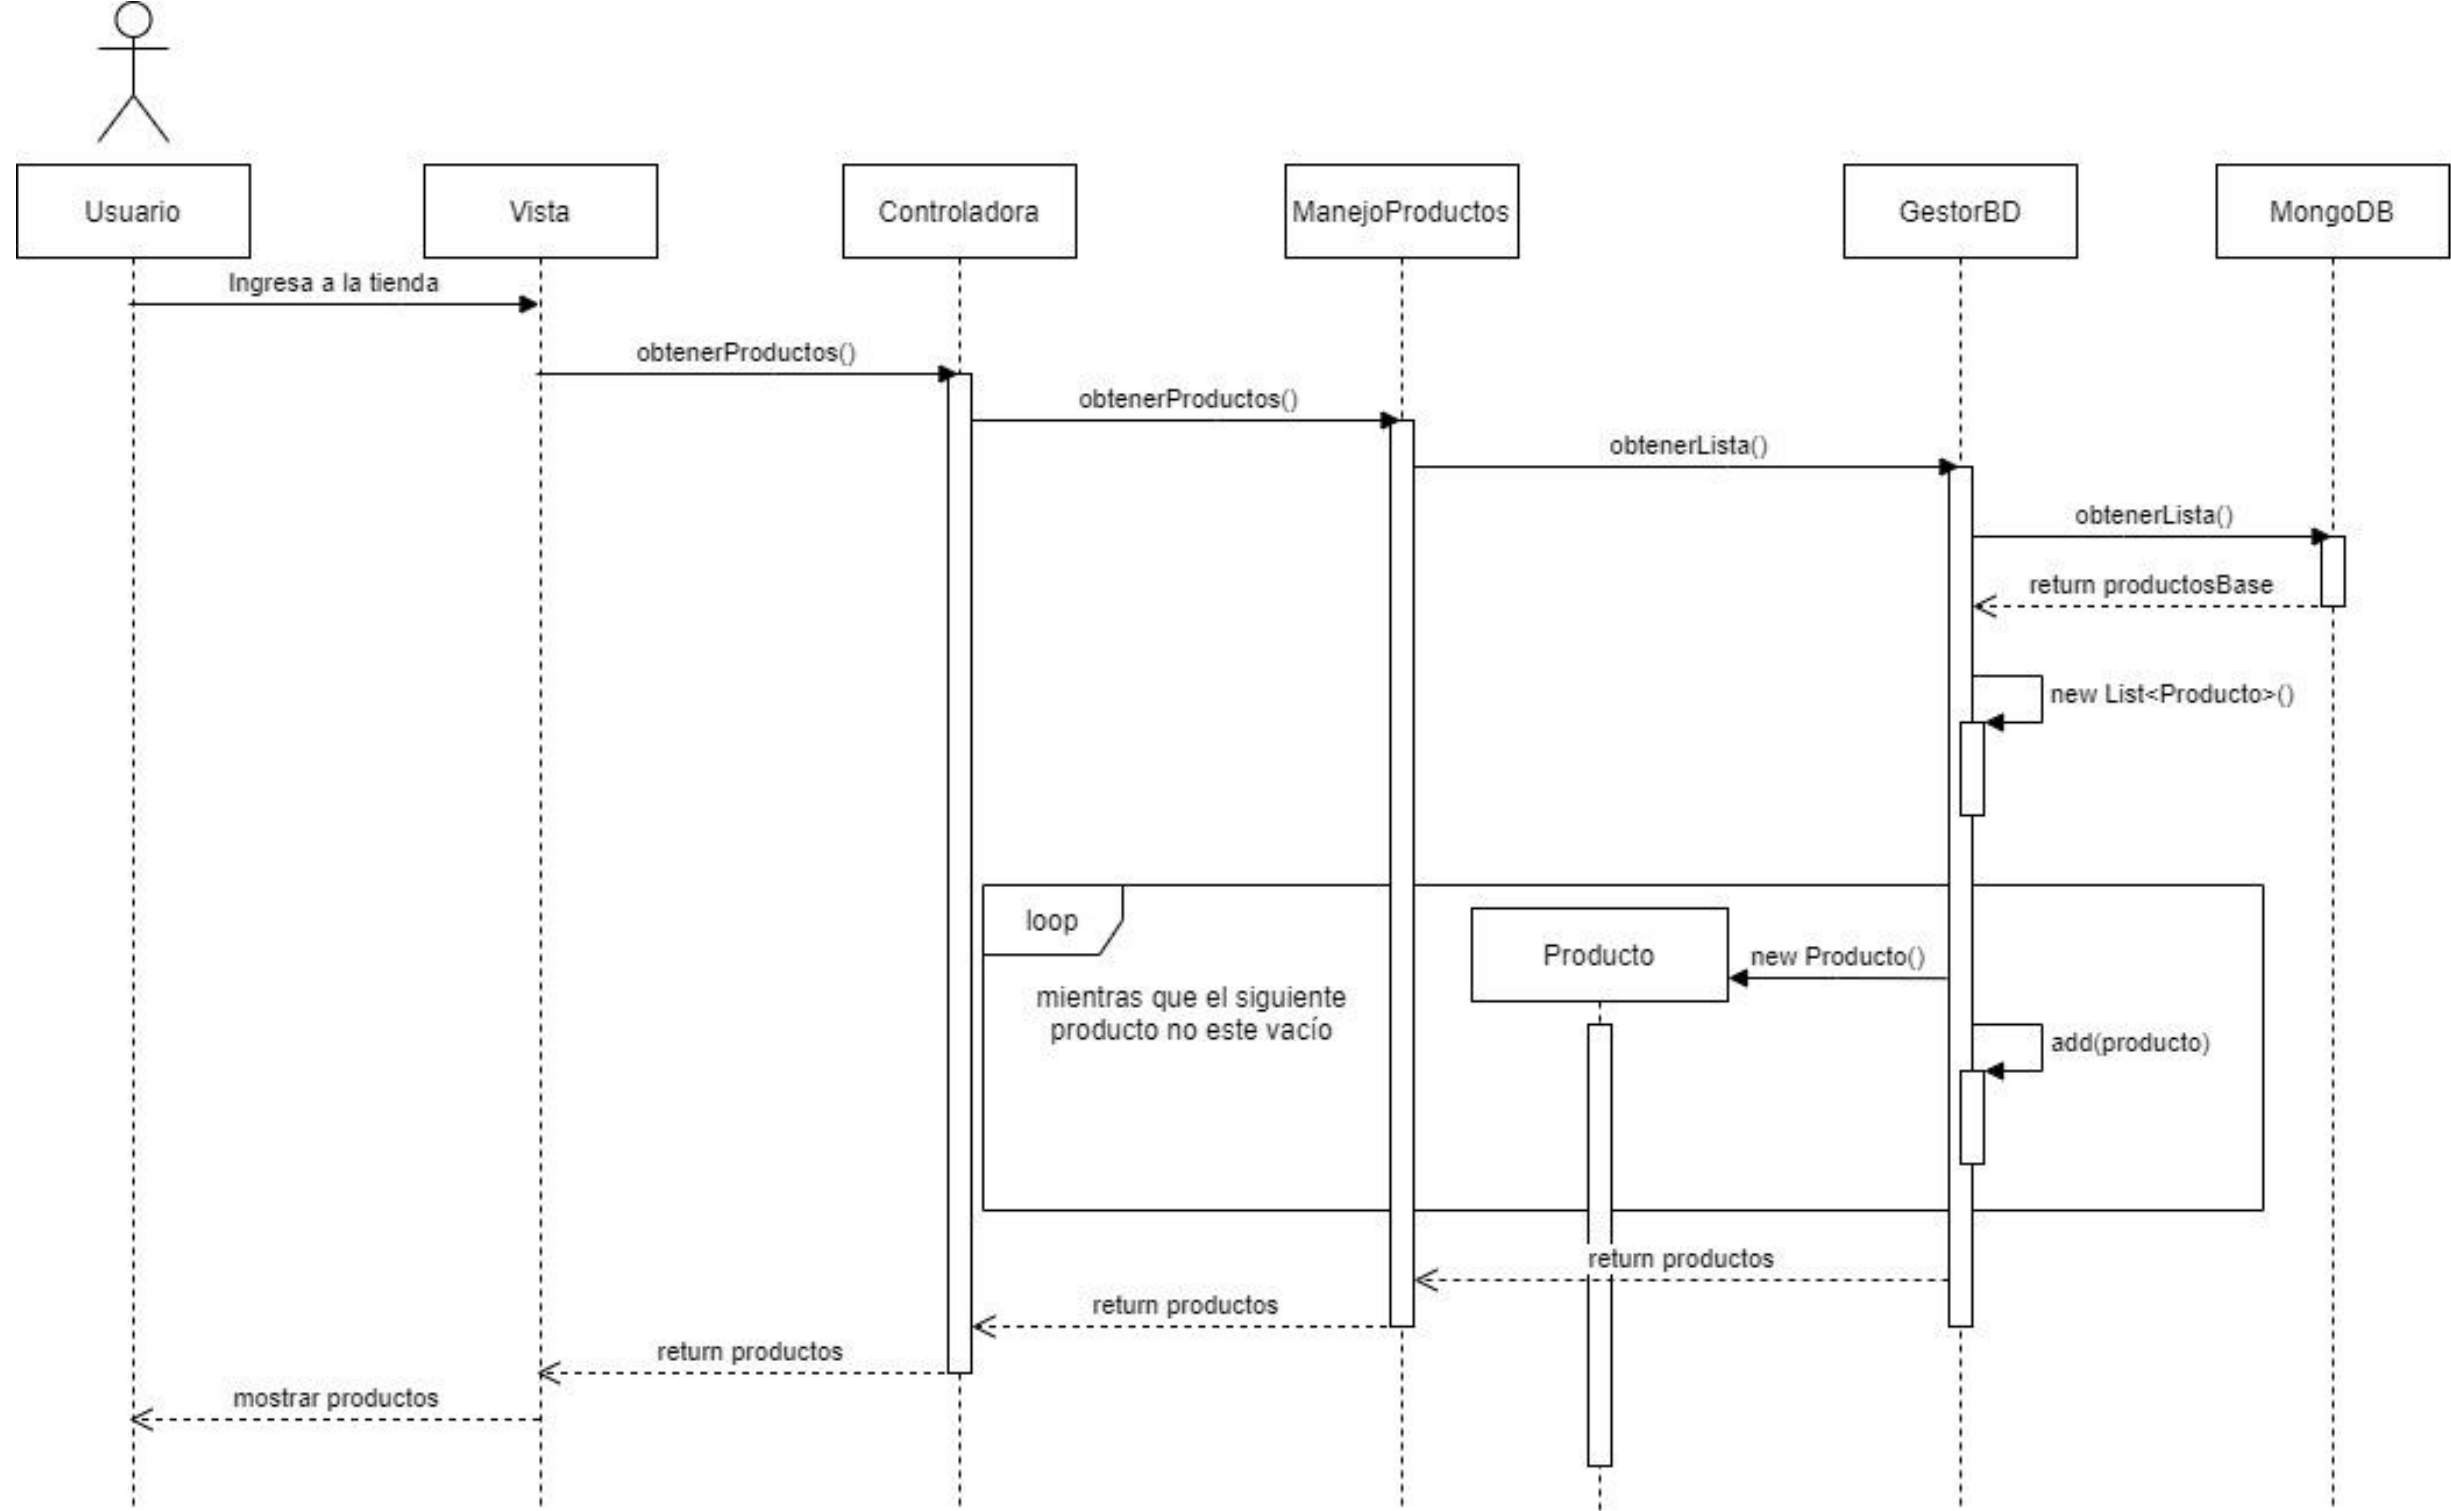 Usuario
Vista
Controladora
ManejoProductos
GestorBD
MongoDB
Ingresa a la tienda
obtenerProductos()
obtenerProductos()
obtenerLista()
obtenerLista()
return productosBase
new List<Producto>()
loop
Producto
new Producto()
mientras que el siguiente
producto no este vacío
add(producto)
return productos
return productos
return productos
mostrar productos